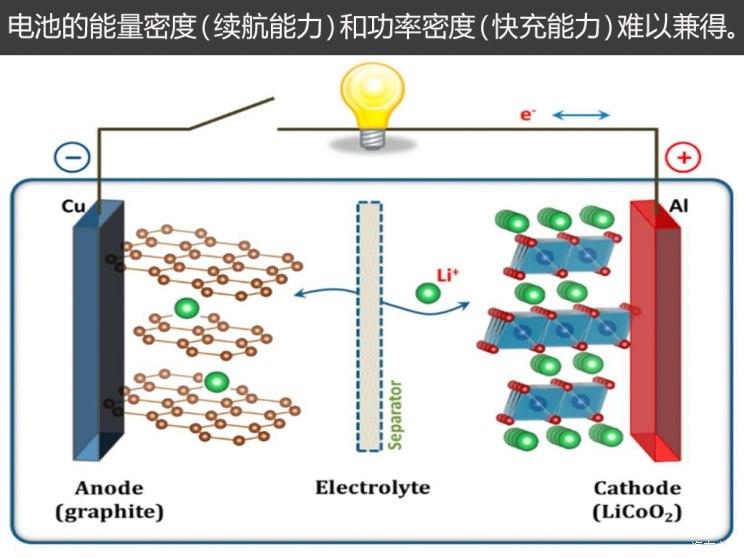 电池的能量密度(续航能力)和功率密度(快充能力)难以兼得。
e⁻
−
+
Cu
Al
Li⁺
Separator
Anode
(graphite)
Electrolyte
Cathode
(LiCoO₂)